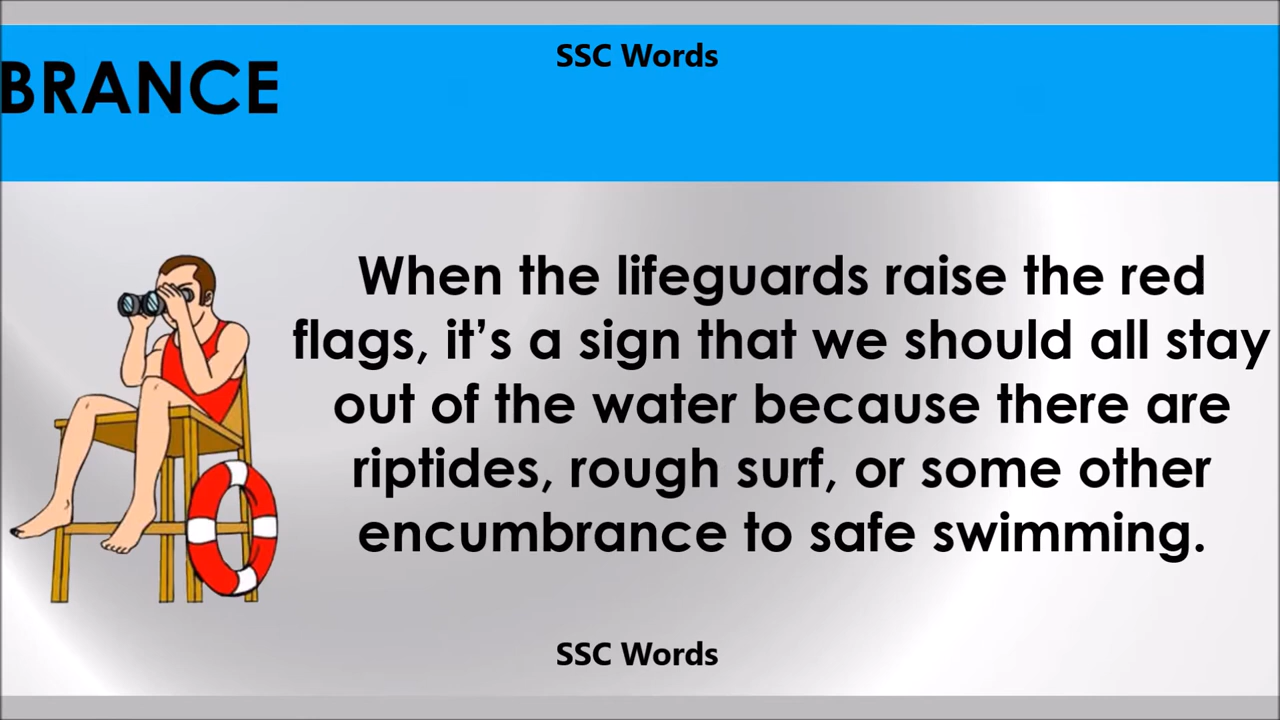 SSC Words
BRANCE
When the lifeguards raise the red
flags, it’s a sign that we should all stay
out of the water because there are
riptides, rough surf, or some other
encumbrance to safe swimming.
SSC Words